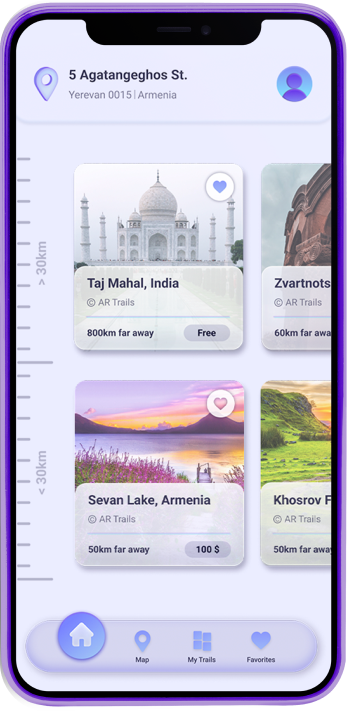 5 Agatangeghos St.
Yerevan 0015 | Armenia
> 30km
Taj Mahal, India
© AR Trails
800km far away
Free
Zvartnots
© AR Trails
60km far awa
< 30km
Sevan Lake, Armenia
© AR Trails
50km far away
100 $
Khosrov F
© AR Trails
50km far awa
Map
My Trails
Favorites